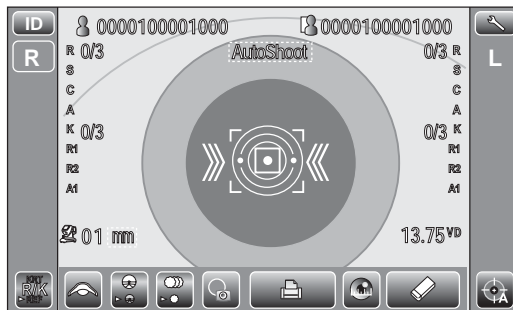 ID 0000100001000 0000100001000
R R 0/3 AutoShoot 0/3 R L
S S
C C
A A
K 0/3 0/3 K
R1 R1
R2 R2
A1 A1
01 mm 13.75 VD
R/K
▷REF
A